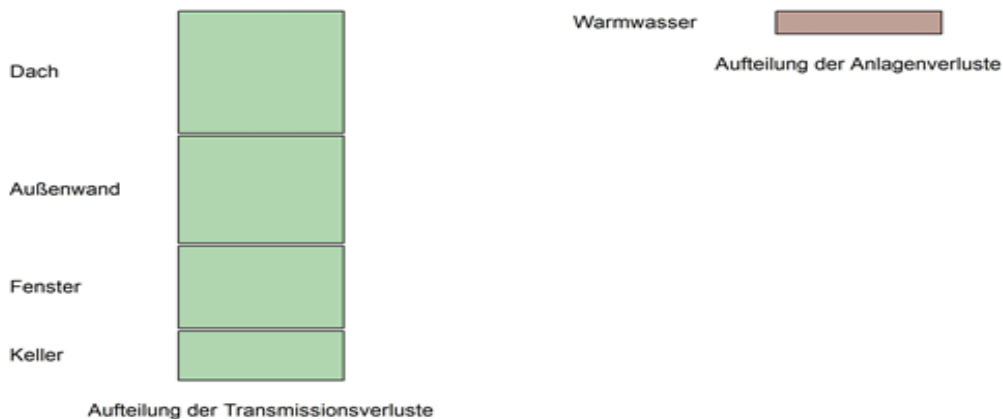 Dach
Außenwand
Fenster
Keller
Aufteilung der Transmissionsverluste
Warmwasser
Aufteilung der Anlagenverluste